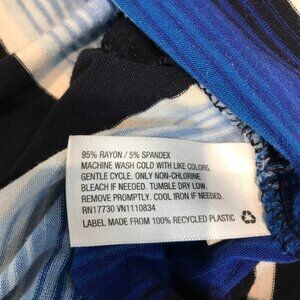 95% RAYON / 5% SPANDEX
MACHINE WASH COLD WITH LIKE COLORS.
GENTLE CYCLE. ONLY NON-CHLORINE
BLEACH IF NEEDED. TUMBLE DRY LOW.
REMOVE PROMPTLY. COOL IRON IF NEEDED.
RN17730 VN1110834
LABEL MADE FROM 100% RECYCLED PLASTIC